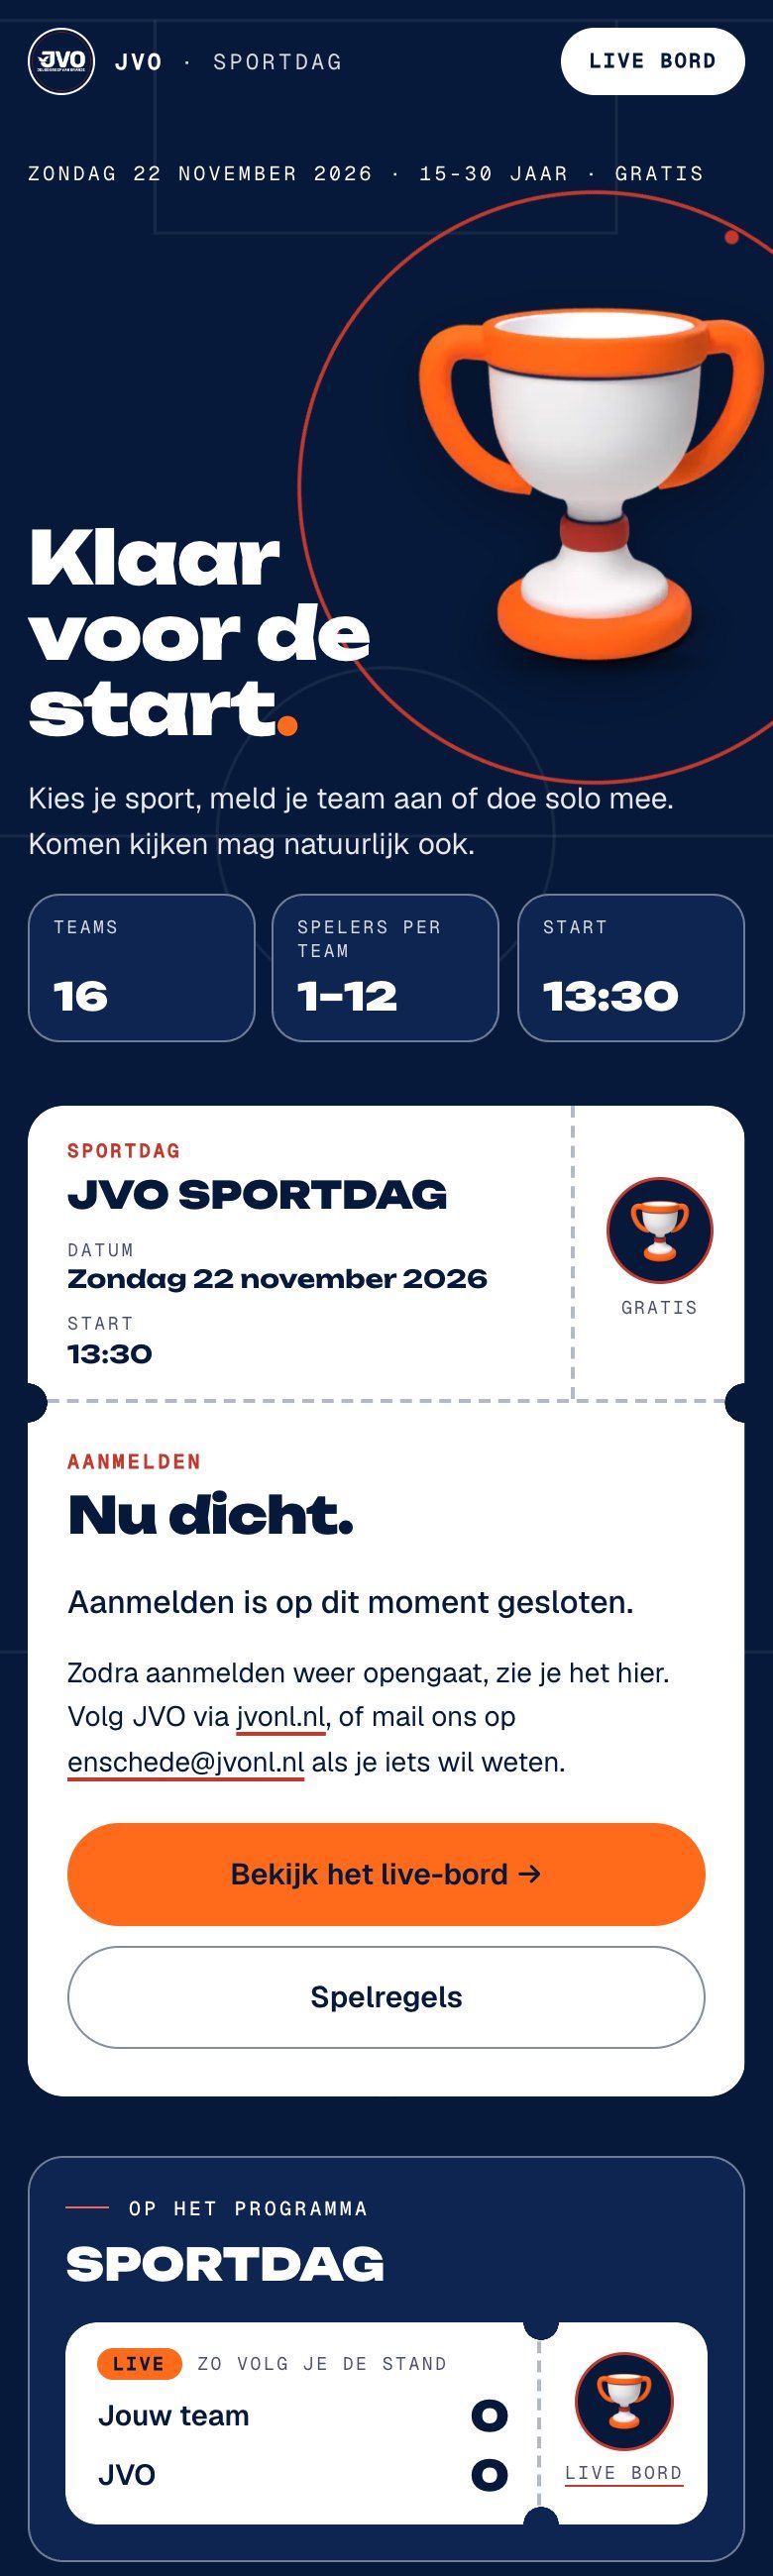 JVO
JVO · SPORTDAG
LIVE BORD
ZONDAG 22 NOVEMBER 2026 · 15-30 JAAR · GRATIS
Klaar
voor de
start.
Kies je sport, meld je team aan of doe solo mee.
Komen kijken mag natuurlijk ook.
TEAMS
16
SPELERS PER
TEAM
1–12
START
13:30
SPORTDAG
JVO SPORTDAG
DATUM
Zondag 22 november 2026
START
13:30
GRATIS
AANMELDEN
Nu dicht.
Aanmelden is op dit moment gesloten.
Zodra aanmelden weer opengaat, zie je het hier.
Volg JVO via jvonl.nl, of mail ons op
enschede@jvonl.nl als je iets wil weten.
Bekijk het live-bord →
Spelregels
OP HET PROGRAMMA
SPORTDAG
LIVE ZO VOLG JE DE STAND
Jouw team 0
JVO 0
LIVE BORD